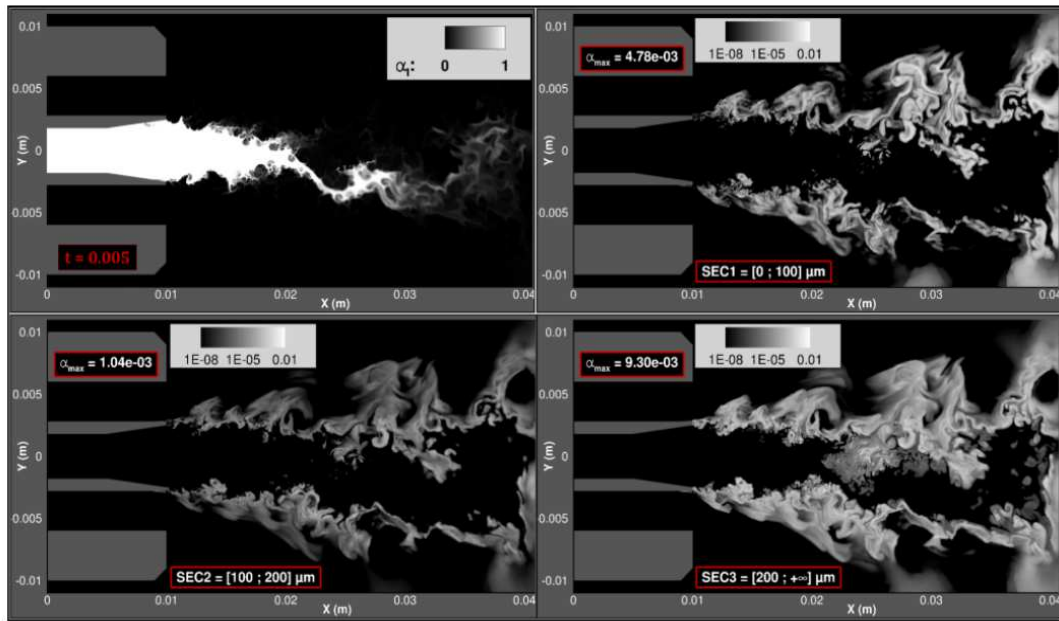 0.01
0.005
0
-0.005
-0.01
Y (m)
α₁:
0 1
t = 0.005
0 0.01 0.02 0.03 0.04
X (m)
0.01
0.005
0
0.005
-0.01
Y (m)
αmax = 4.78e-03
1E-08 1E-05 0.01
SEC1 = [0 ; 100] µm
0 0.01 0.02 0.03 0.04
X (m)
0.01
0.005
0
0.005
-0.01
Y (m)
αmax = 1.04e-03
1E-08 1E-05 0.01
SEC2 = [100 ; 200] µm
0 0.01 0.02 0.03 0.04
X (m)
0.01
0.005
0
0.005
-0.01
Y (m)
αmax = 9.30e-03
1E-08 1E-05 0.01
SEC3 = [200 ; +∞] µm
0 0.01 0.02 0.03 0.04
X (m)